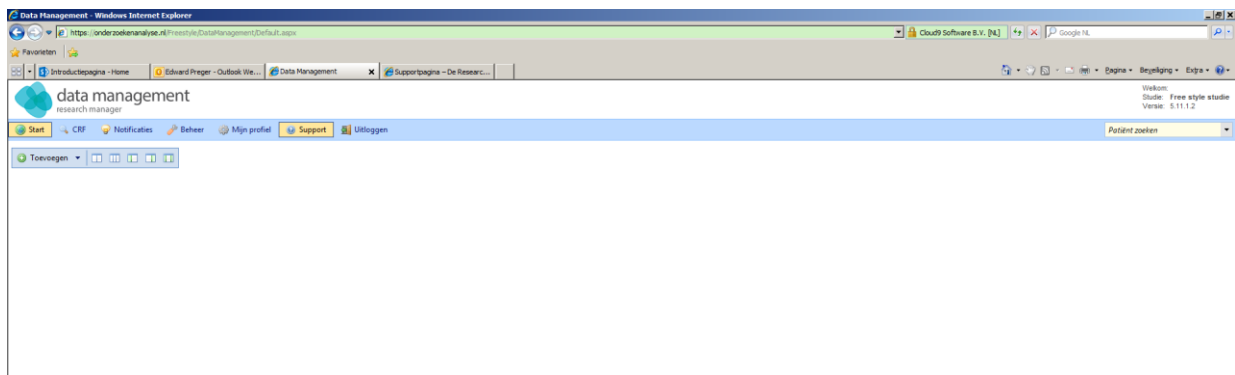 Data Management - Windows Internet Explorer
https://onderzoekenanalyse.nl/Freestyle/DataManagement/Default.aspx
Cloud9 Software B.V. [NL]
Google NL
Favorieten
Introductiepagina - Home
Edward Preger - Outlook We...
Data Management
Supportpagina – De Researc...
Pagina
Beveiliging
Extra
data management
research manager
Welkom:
Studie: Free style studie
Versie: 5.11.1.2
Start
CRF
Notificaties
Beheer
Mijn profiel
Support
Uitloggen
Patiënt zoeken
Toevoegen